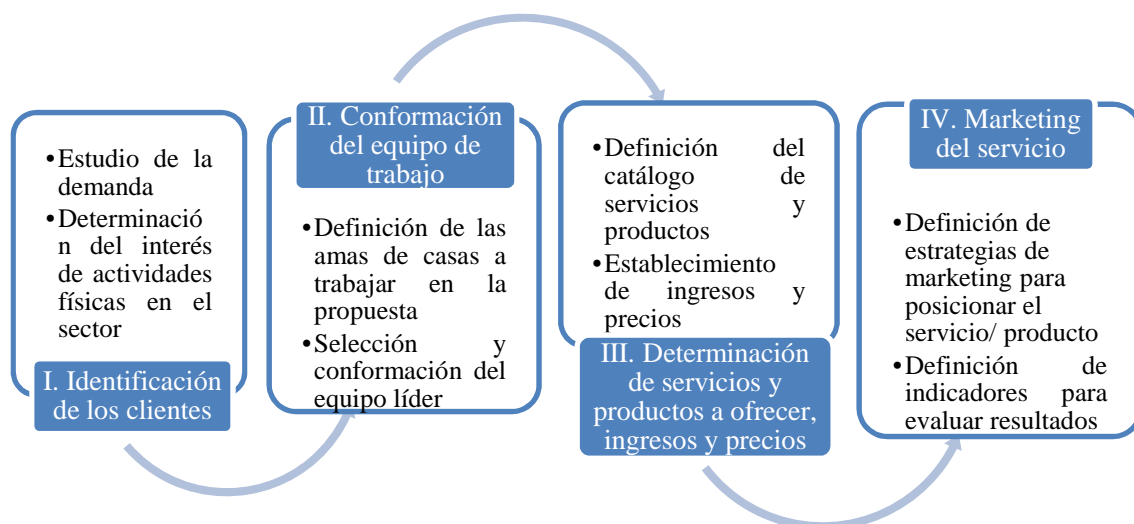 •Estudio de la
demanda
•Determinació
n del interés
de actividades
físicas en el
sector
I. Identificación
de los clientes
II. Conformación
del equipo de
trabajo
•Definición de las
amas de casas a
trabajar en la
propuesta
•Selección y
conformación del
equipo líder
•Definición del
catálogo de
servicios y
productos
•Establecimiento
de ingresos y
precios
III. Determinación
de servicios y
productos a ofrecer,
ingresos y precios
IV. Marketing
del servicio
•Definición de
estrategias de
marketing para
posicionar el
servicio/ producto
•Definición de
indicadores para
evaluar resultados